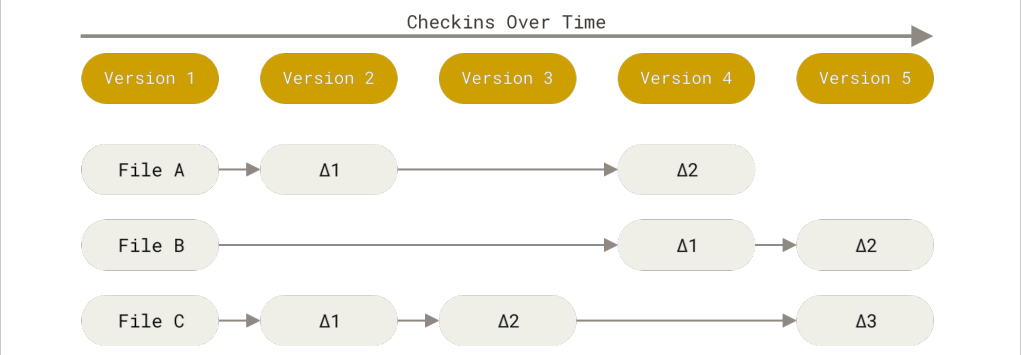 Checkins Over Time
Version 1 Version 2 Version 3 Version 4 Version 5
File A Δ1 Δ2
File B Δ1 Δ2
File C Δ1 Δ2 Δ3